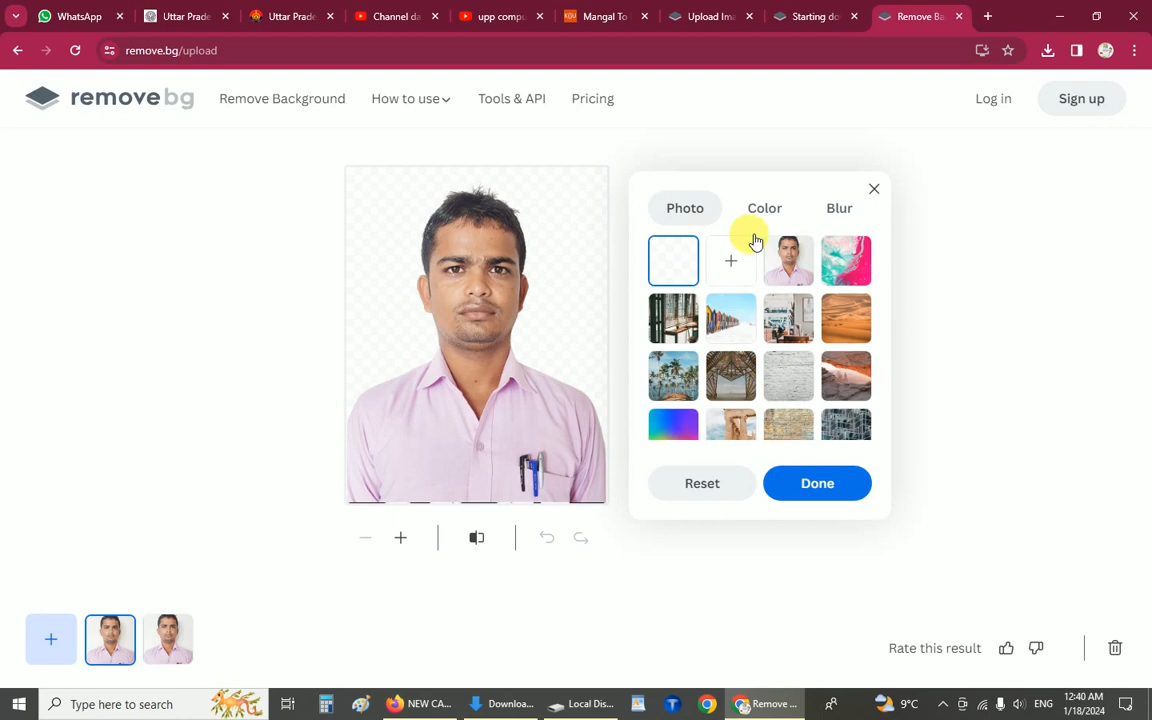 WhatsApp
Uttar Prade
Uttar Prade
Channel da
upp compu
KDU
Mangal To
Upload Ima
Starting do
Remove Ba
remove.bg/upload
removebg
Remove Background
How to use
Tools & API
Pricing
Log in
Sign up
Photo
Color
Blur
Reset
Done
Rate this result
Type here to search
NEW CA...
Downloa...
Local Dis...
Remove ...
9°C
ENG
12:40 AM
1/18/2024